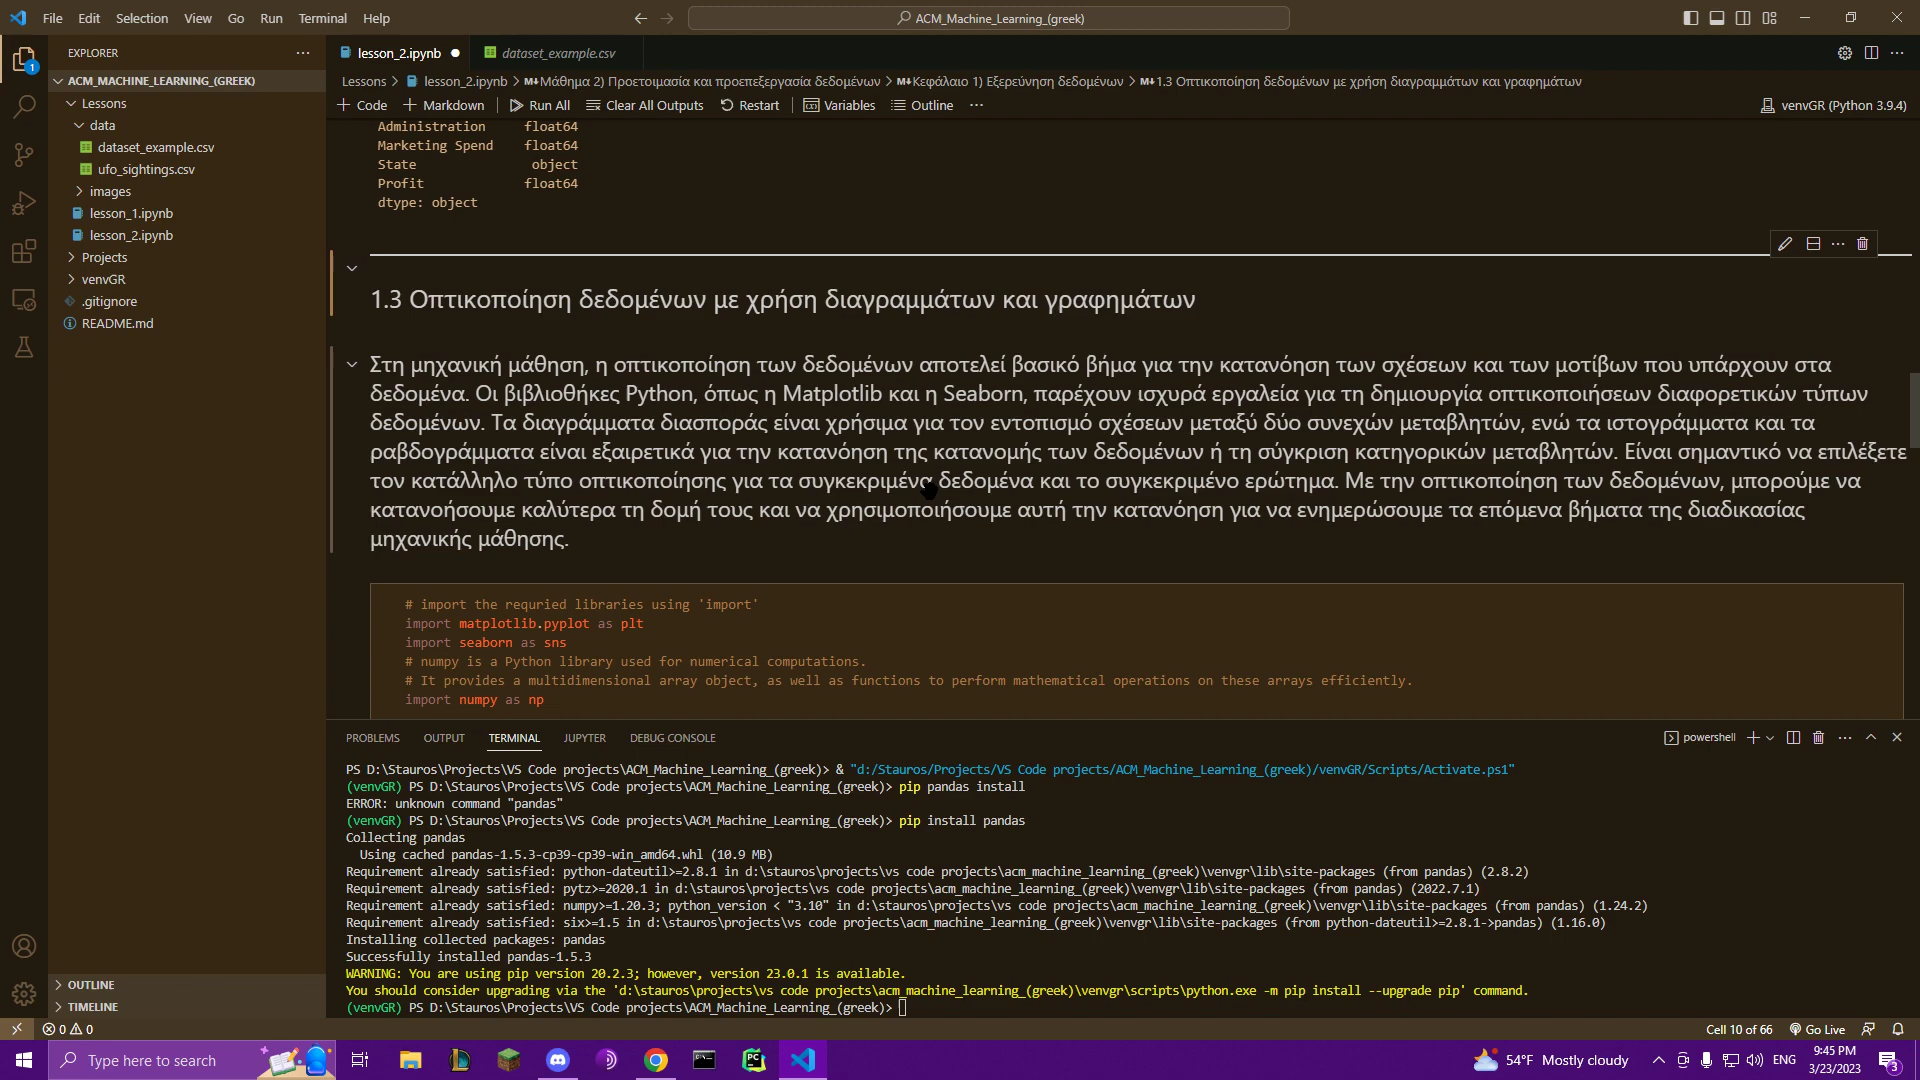 File Edit Selection View Go Run Terminal Help
ACM_Machine_Learning_(greek)
EXPLORER
lesson_2.ipynb
dataset_example.csv
ACM_MACHINE_LEARNING_(GREEK)
Lessons > lesson_2.ipynb > Μάθημα 2) Προετοιμασία και προεπεξεργασία δεδομένων > Κεφάλαιο 1) Εξερεύνηση δεδομένων > 1.3 Οπτικοποίηση δεδομένων με χρήση διαγραμμάτων και γραφημάτων
Code Markdown Run All Clear All Outputs Restart Variables Outline ...
venvGR (Python 3.9.4)
Lessons
data
dataset_example.csv
ufo_sightings.csv
images
lesson_1.ipynb
lesson_2.ipynb
Projects
venvGR
.gitignore
README.md
Administration float64
Marketing Spend float64
State object
Profit float64
dtype: object
1.3 Οπτικοποίηση δεδομένων με χρήση διαγραμμάτων και γραφημάτων
Στη μηχανική μάθηση, η οπτικοποίηση των δεδομένων αποτελεί βασικό βήμα για την κατανόηση των σχέσεων και των μοτίβων που υπάρχουν στα
δεδομένα. Οι βιβλιοθήκες Python, όπως η Matplotlib και η Seaborn, παρέχουν ισχυρά εργαλεία για τη δημιουργία οπτικοποιήσεων διαφορετικών τύπων
δεδομένων. Τα διαγράμματα διασποράς είναι χρήσιμα για τον εντοπισμό σχέσεων μεταξύ δύο συνεχών μεταβλητών, ενώ τα ιστογράμματα και τα
ραβδογράμματα είναι εξαιρετικά για την κατανόηση της κατανομής των δεδομένων ή τη σύγκριση κατηγορικών μεταβλητών. Είναι σημαντικό να επιλέξετε
τον κατάλληλο τύπο οπτικοποίησης για τα συγκεκριμένα δεδομένα και το συγκεκριμένο ερώτημα. Με την οπτικοποίηση των δεδομένων, μπορούμε να
κατανοήσουμε καλύτερα τη δομή τους και να χρησιμοποιήσουμε αυτή την κατανόηση για να ενημερώσουμε τα επόμενα βήματα της διαδικασίας
μηχανικής μάθησης.
# import the requried libraries using 'import'
import matplotlib.pyplot as plt
import seaborn as sns
# numpy is a Python library used for numerical computations.
# It provides a multidimensional array object, as well as functions to perform mathematical operations on these arrays efficiently.
import numpy as np
PROBLEMS OUTPUT TERMINAL JUPYTER DEBUG CONSOLE
powershell
PS D:\Stauros\Projects\VS Code projects\ACM_Machine_Learning_(greek)> & "d:/Stauros/Projects/VS Code projects/ACM_Machine_Learning_(greek)/venvGR/Scripts/Activate.ps1"
(venvGR) PS D:\Stauros\Projects\VS Code projects\ACM_Machine_Learning_(greek)> pip pandas install
ERROR: unknown command "pandas"
(venvGR) PS D:\Stauros\Projects\VS Code projects\ACM_Machine_Learning_(greek)> pip install pandas
Collecting pandas
Using cached pandas-1.5.3-cp39-cp39-win_amd64.whl (10.9 MB)
Requirement already satisfied: python-dateutil>=2.8.1 in d:\stauros\projects\vs code projects\acm_machine_learning_(greek)\venvgr\lib\site-packages (from pandas) (2.8.2)
Requirement already satisfied: pytz>=2020.1 in d:\stauros\projects\vs code projects\acm_machine_learning_(greek)\venvgr\lib\site-packages (from pandas) (2022.7.1)
Requirement already satisfied: numpy>=1.20.3; python_version < "3.10" in d:\stauros\projects\vs code projects\acm_machine_learning_(greek)\venvgr\lib\site-packages (from pandas) (1.24.2)
Requirement already satisfied: six>=1.5 in d:\stauros\projects\vs code projects\acm_machine_learning_(greek)\venvgr\lib\site-packages (from python-dateutil>=2.8.1->pandas) (1.16.0)
Installing collected packages: pandas
Successfully installed pandas-1.5.3
WARNING: You are using pip version 20.2.3; however, version 23.0.1 is available.
You should consider upgrading via the 'd:\stauros\projects\vs code projects\acm_machine_learning_(greek)\venvgr\scripts\python.exe -m pip install --upgrade pip' command.
(venvGR) PS D:\Stauros\Projects\VS Code projects\ACM_Machine_Learning_(greek)>
OUTLINE
TIMELINE
0 0
Cell 10 of 66 Go Live
Type here to search
54°F Mostly cloudy
ENG
9:45 PM
3/23/2023
3